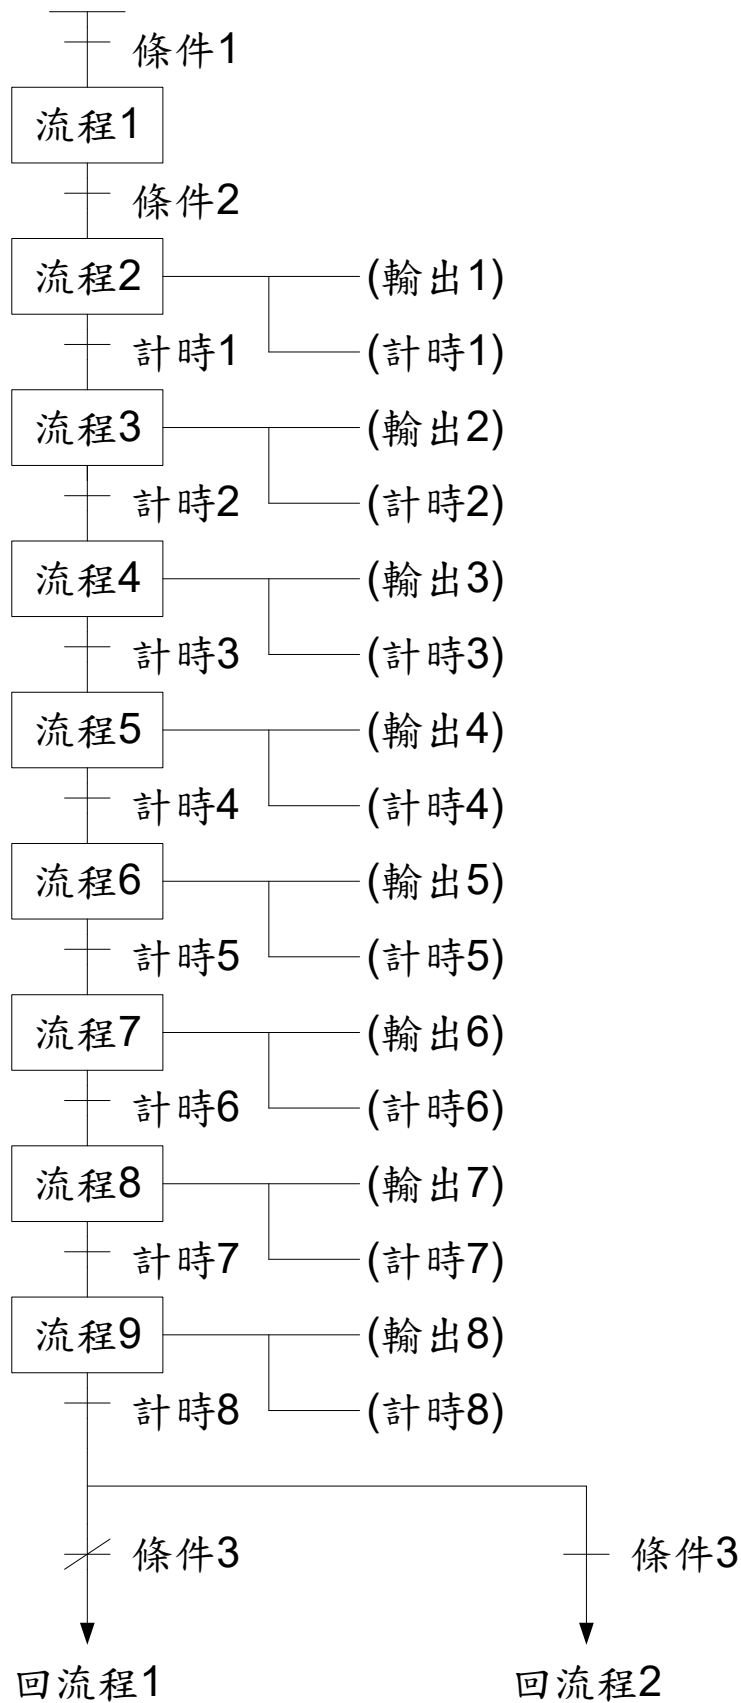 條件1
流程1
條件2
流程2
(輸出1)
計時1
(計時1)
流程3
(輸出2)
計時2
(計時2)
流程4
(輸出3)
計時3
(計時3)
流程5
(輸出4)
計時4
(計時4)
流程6
(輸出5)
計時5
(計時5)
流程7
(輸出6)
計時6
(計時6)
流程8
(輸出7)
計時7
(計時7)
流程9
(輸出8)
計時8
(計時8)
條件3
條件3
回流程1
回流程2